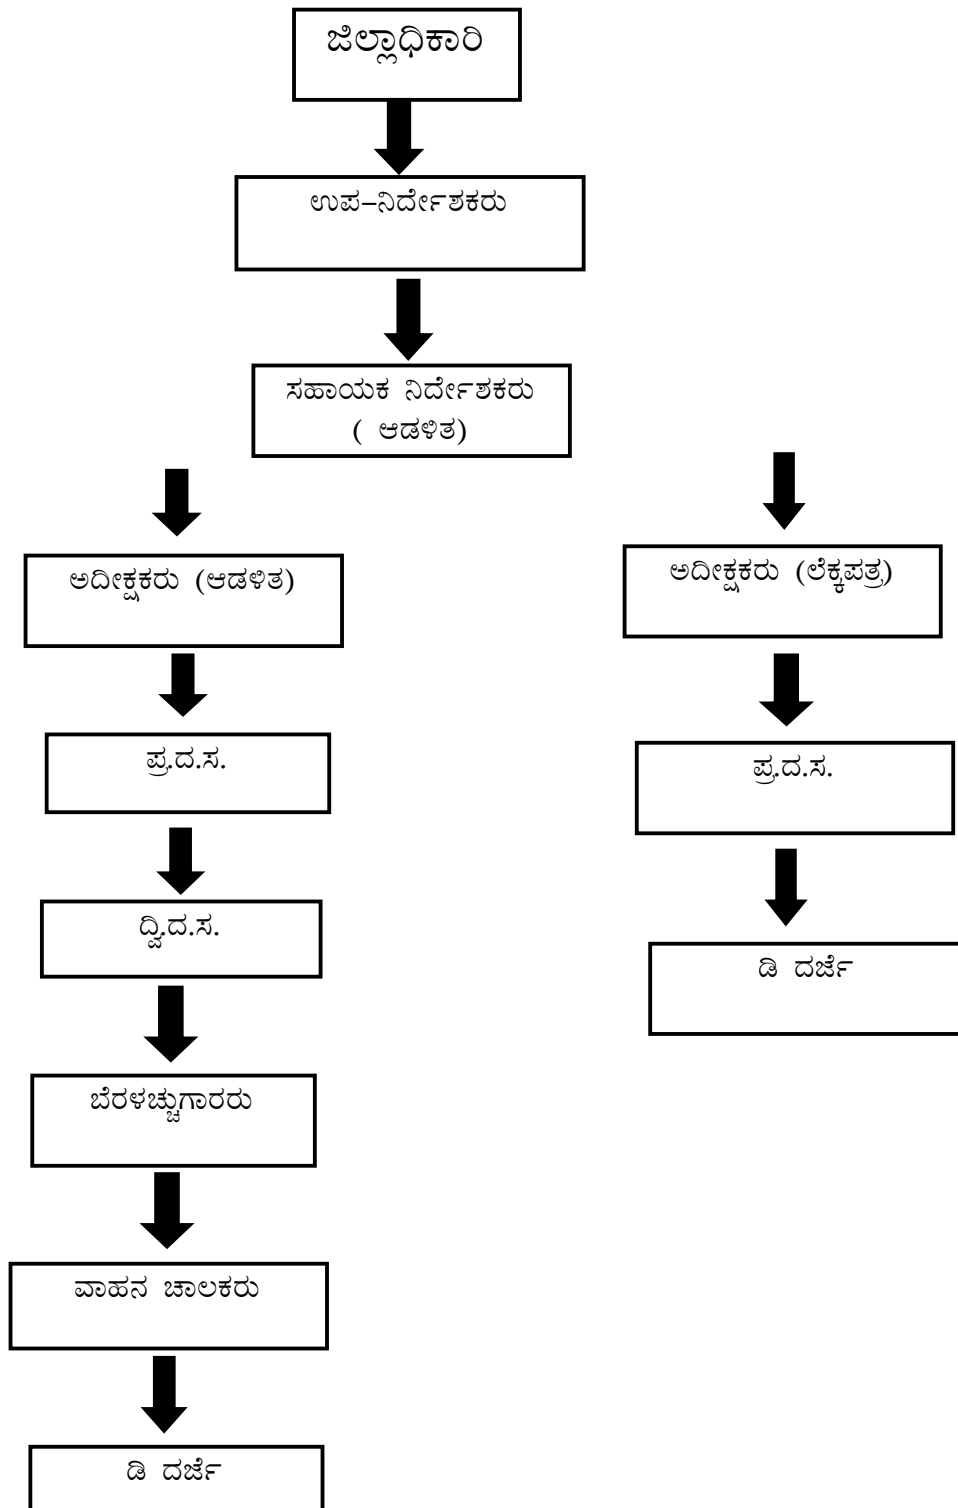 ಜಿಲ್ಲಾಧಿಕಾರಿ
ಉಪ-ನಿರ್ದೇಶಕರು
ಸಹಾಯಕ ನಿರ್ದೇಶಕರು
( ಆಡಳಿತ)
ಅದೀಕ್ಷಕರು (ಆಡಳಿತ)
ಪ್ರ.ದ.ಸ.
ದ್ವಿ.ದ.ಸ.
ಬೆರಳಚ್ಚುಗಾರರು
ವಾಹನ ಚಾಲಕರು
ಡಿ ದರ್ಜೆ
ಅದೀಕ್ಷಕರು (ಲೆಕ್ಕಪತ್ರ)
ಪ್ರ.ದ.ಸ.
ಡಿ ದರ್ಜೆ